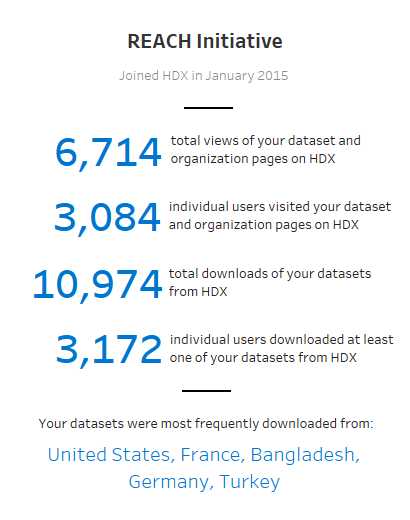 REACH Initiative
Joined HDX in January 2015
6,714 total views of your dataset and
organization pages on HDX
3,084 individual users visited your dataset
and organization pages on HDX
10,974 total downloads of your datasets
from HDX
3,172 individual users downloaded at least
one of your datasets from HDX
Your datasets were most frequently downloaded from:
United States, France, Bangladesh,
Germany, Turkey